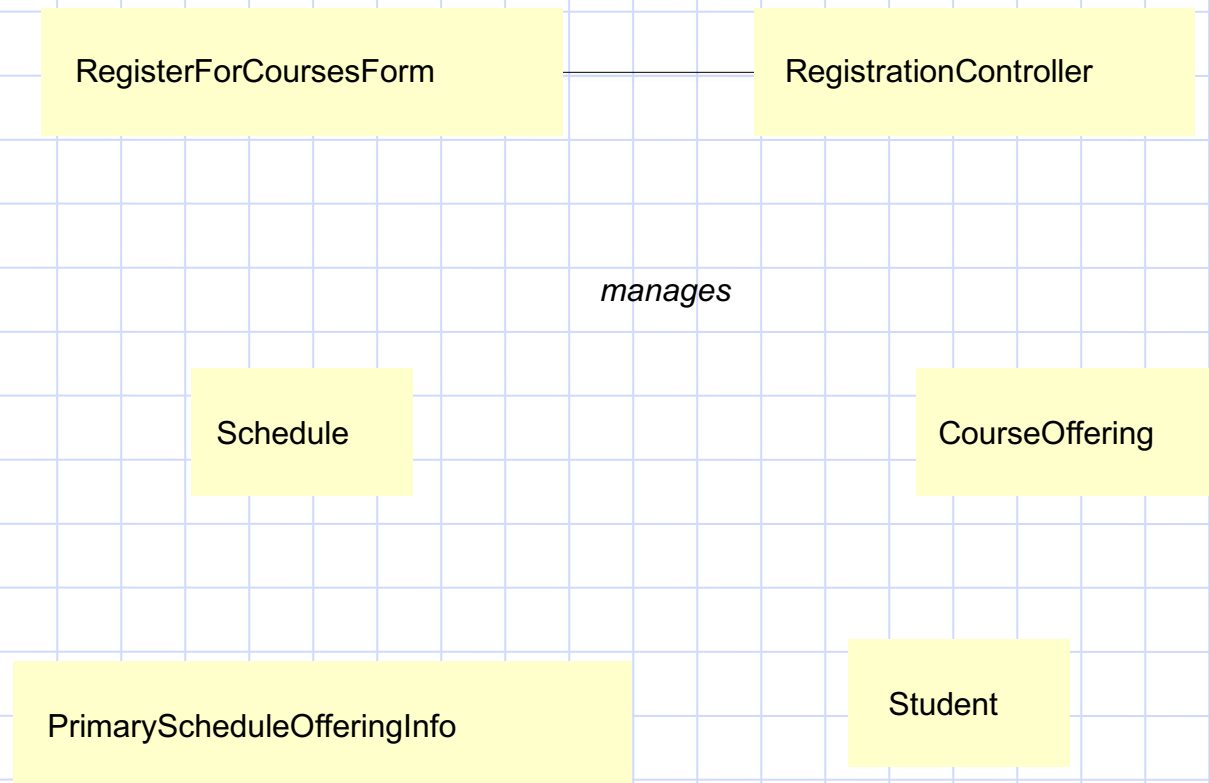 RegisterForCoursesForm
RegistrationController
manages
Schedule
CourseOffering
Student
PrimaryScheduleOfferingInfo